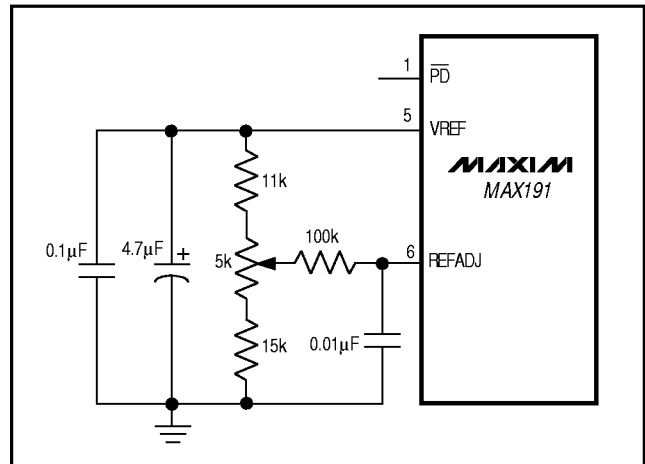 1
PD
5
VREF
MAXIM
MAX191
11k
0.1µF
4.7µF
+
5k
100k
6
REFADJ
15k
0.01µF